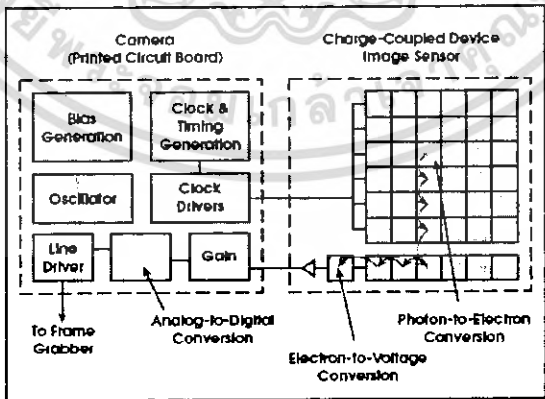 Camera
(Printed Circuit Board)
Charge-Coupled Device
Image Sensor
Bias
Generation
Clock &
Timing
Generation
Oscillator
Clock
Drivers
Line
Driver
Gain
To Frame
Grabber
Analog-to-Digital
Conversion
Electron-to-Voltage
Conversion
Photon-to-Electron
Conversion